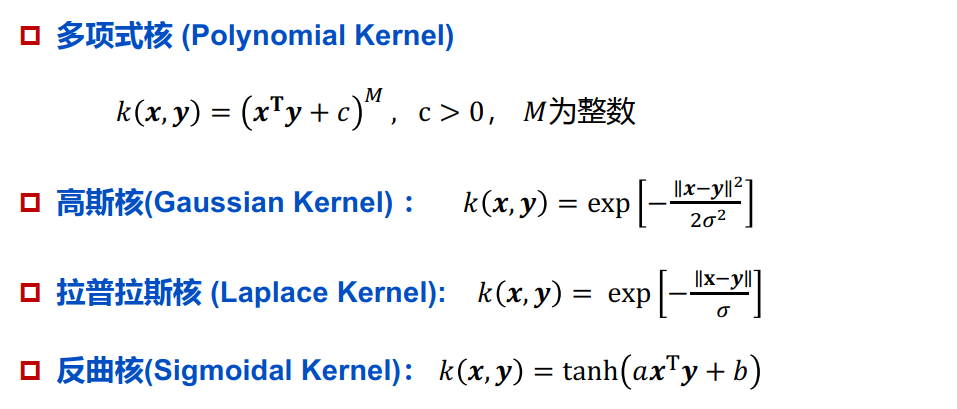 多项式核 (Polynomial Kernel)
k(x, y) = (xᵀy + c)ᴹ, c > 0, M为整数
高斯核(Gaussian Kernel)： k(x, y) = exp[−‖x−y‖²/2σ²]
拉普拉斯核 (Laplace Kernel): k(x, y) = exp[−‖x−y‖/σ]
反曲核(Sigmoidal Kernel)： k(x, y) = tanh(axᵀy + b)